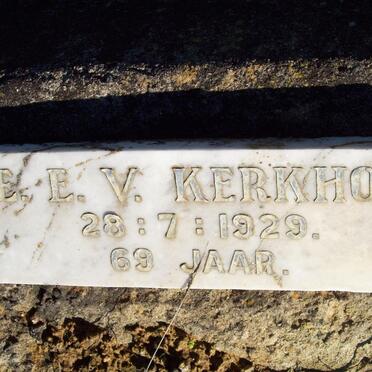 E. E. V. KERKHO
28 : 7 : 1929.
69 JAAR.